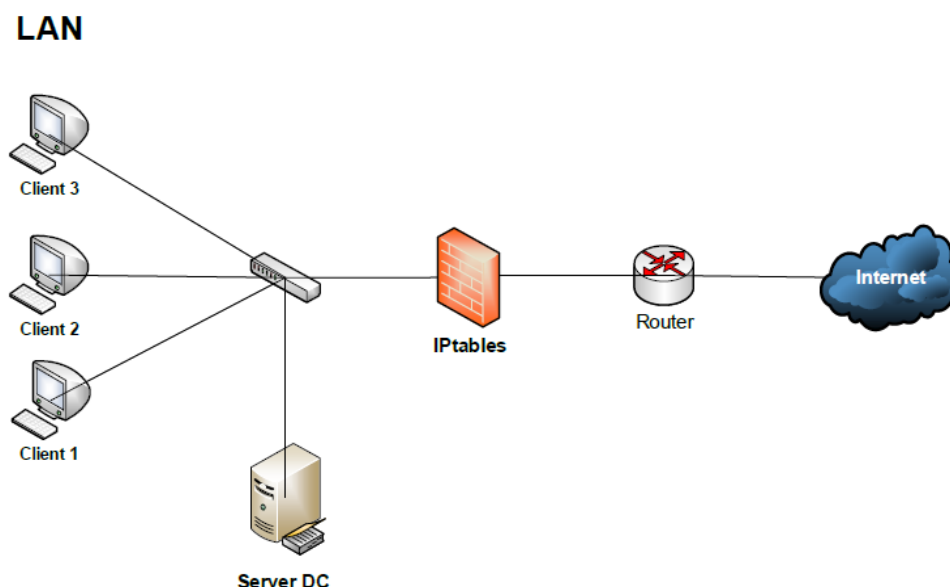 LAN
Client 3
Client 2
Client 1
IPtables
Router
Internet
Server DC